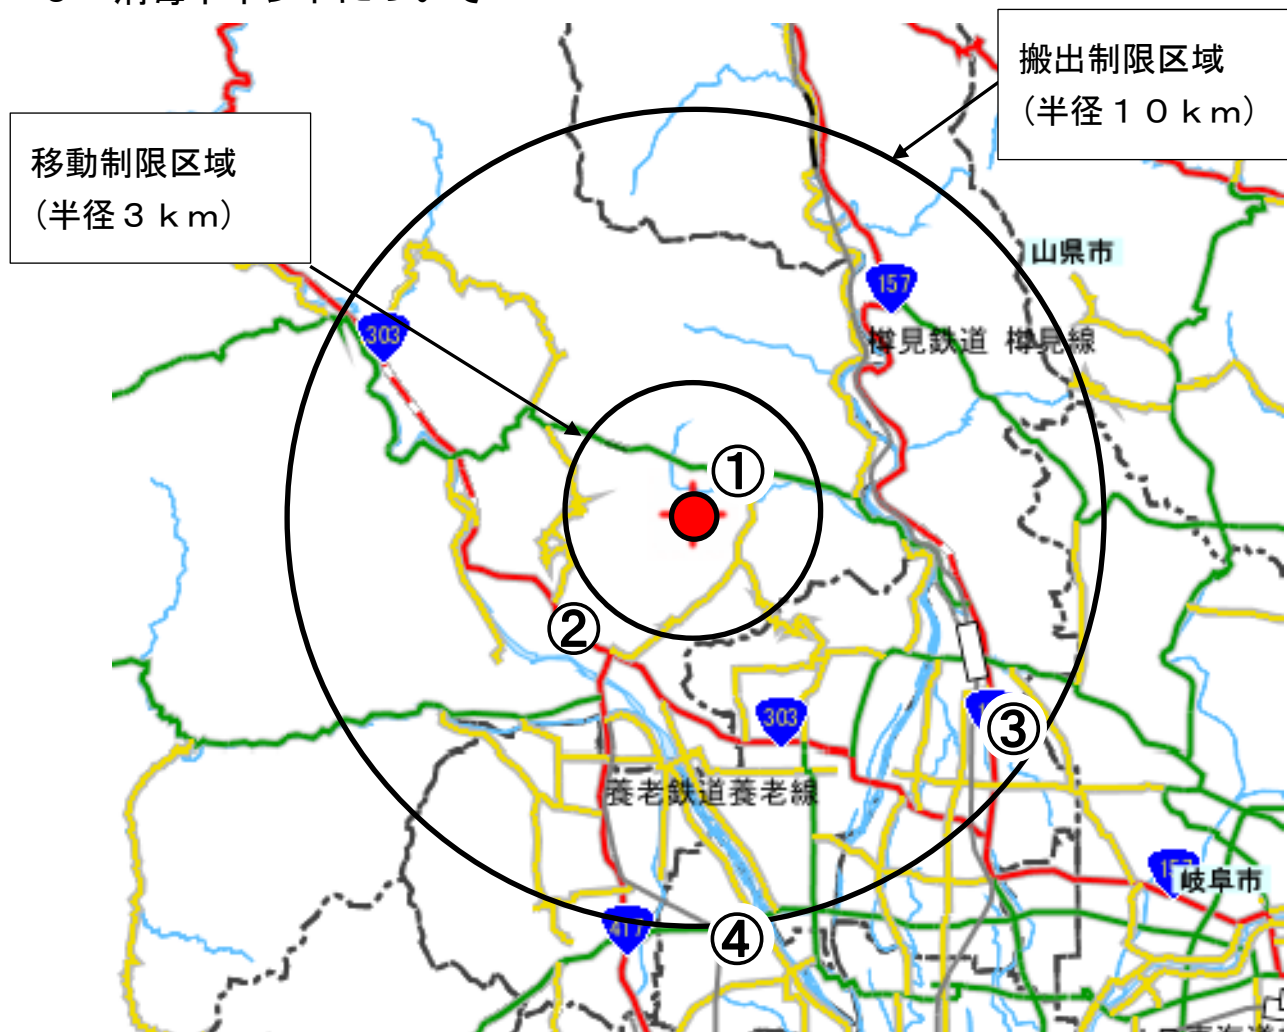 搬出制限区域
(半径１０ｋｍ)
移動制限区域
(半径３ｋｍ)
山県市
157
303
樽見鉄道 樽見線
①
②
③
303
養老鉄道養老線
岐阜市
417
④